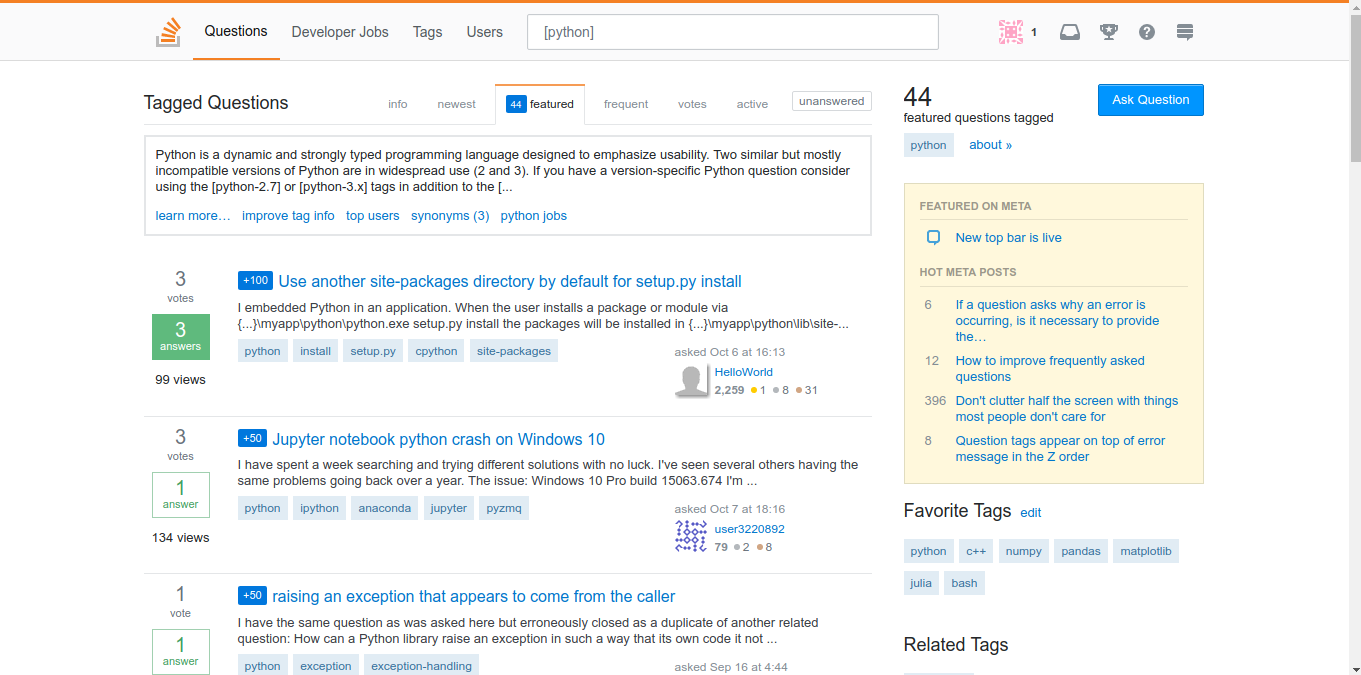 Questions Developer Jobs Tags Users [python] 1
Tagged Questions info newest 44 featured frequent votes active unanswered
Python is a dynamic and strongly typed programming language designed to emphasize usability. Two similar but mostly
incompatible versions of Python are in widespread use (2 and 3). If you have a version-specific Python question consider
using the [python-2.7] or [python-3.x] tags in addition to the [...
learn more… improve tag info top users synonyms (3) python jobs
3
votes
3
answers
99 views
+100 Use another site-packages directory by default for setup.py install
I embedded Python in an application. When the user installs a package or module via
{...}\myapp\python\python.exe setup.py install the packages will be installed in {...}\myapp\python\lib\site-...
python install setup.py cpython site-packages
asked Oct 6 at 16:13
HelloWorld
2,259 1 8 31
3
votes
1
answer
134 views
+50 Jupyter notebook python crash on Windows 10
I have spent a week searching and trying different solutions with no luck. I've seen several others having the
same problems going back over a year. The issue: Windows 10 Pro build 15063.674 I'm ...
python ipython anaconda jupyter pyzmq
asked Oct 7 at 18:16
user3220892
79 2 8
1
vote
1
answer
+50 raising an exception that appears to come from the caller
I have the same question as was asked here but erroneously closed as a duplicate of another related
question: How can a Python library raise an exception in such a way that its own code it not ...
python exception exception-handling
asked Sep 16 at 4:44
44
featured questions tagged
python about »
Ask Question
FEATURED ON META
New top bar is live
HOT META POSTS
6 If a question asks why an error is
occurring, is it necessary to provide
the…
12 How to improve frequently asked
questions
396 Don't clutter half the screen with things
most people don't care for
8 Question tags appear on top of error
message in the Z order
Favorite Tags edit
python c++ numpy pandas matplotlib
julia bash
Related Tags